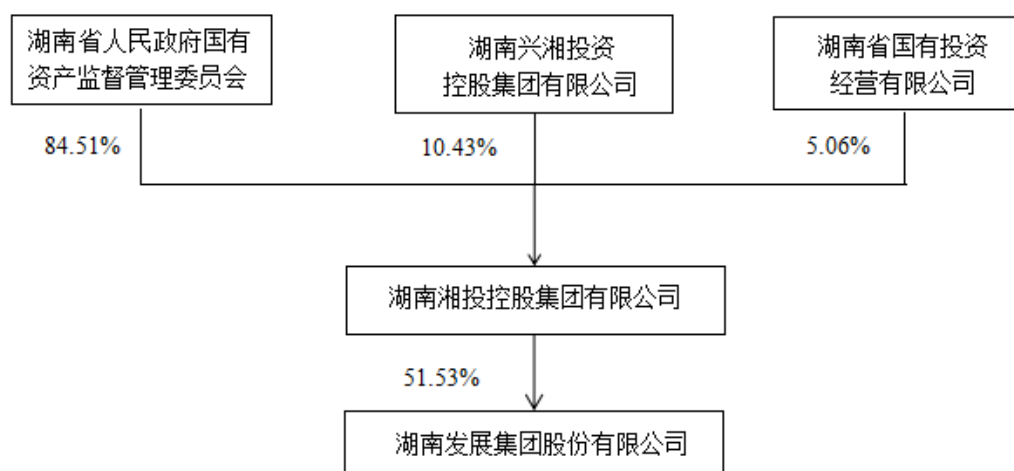 湖南省人民政府国有
资产监督管理委员会
湖南兴湘投资
控股集团有限公司
湖南省国有投资
经营有限公司
84.51%
10.43%
5.06%
湖南湘投控股集团有限公司
51.53%
湖南发展集团股份有限公司